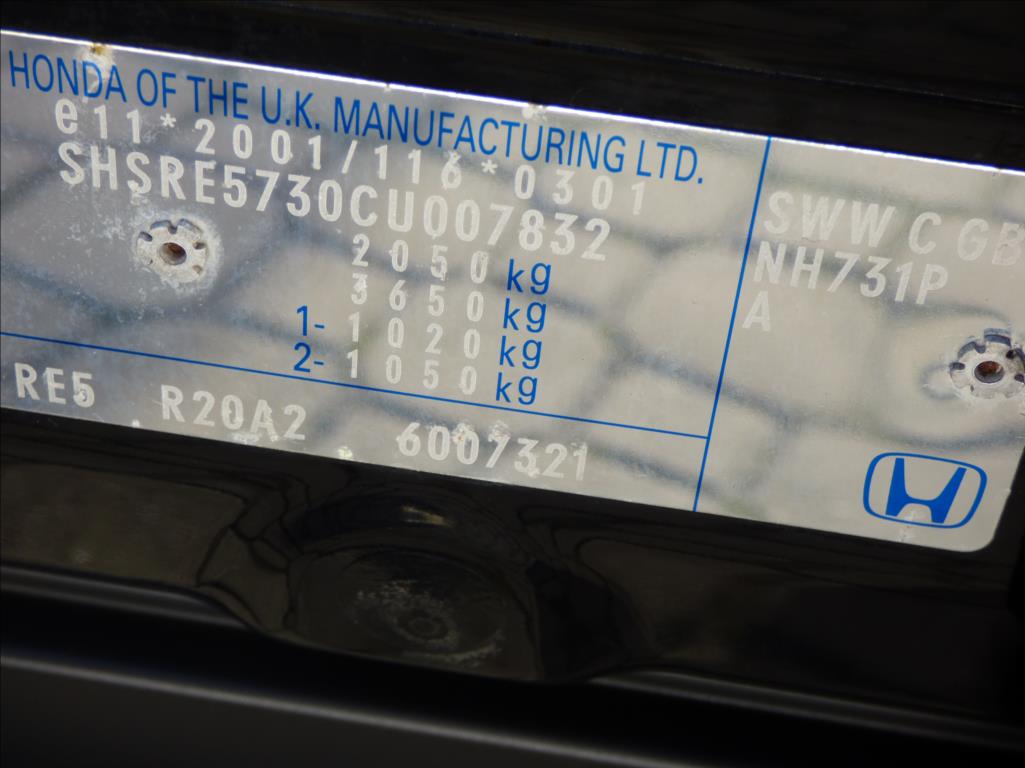 HONDA OF THE U.K. MANUFACTURING LTD.
e11*2001/116*0301
SHSRE5730CU007832
2050 kg
3650 kg
1- 1020 kg
2- 1050 kg
RE5 R20A2 6007321
SWW C GB
NH731P
A